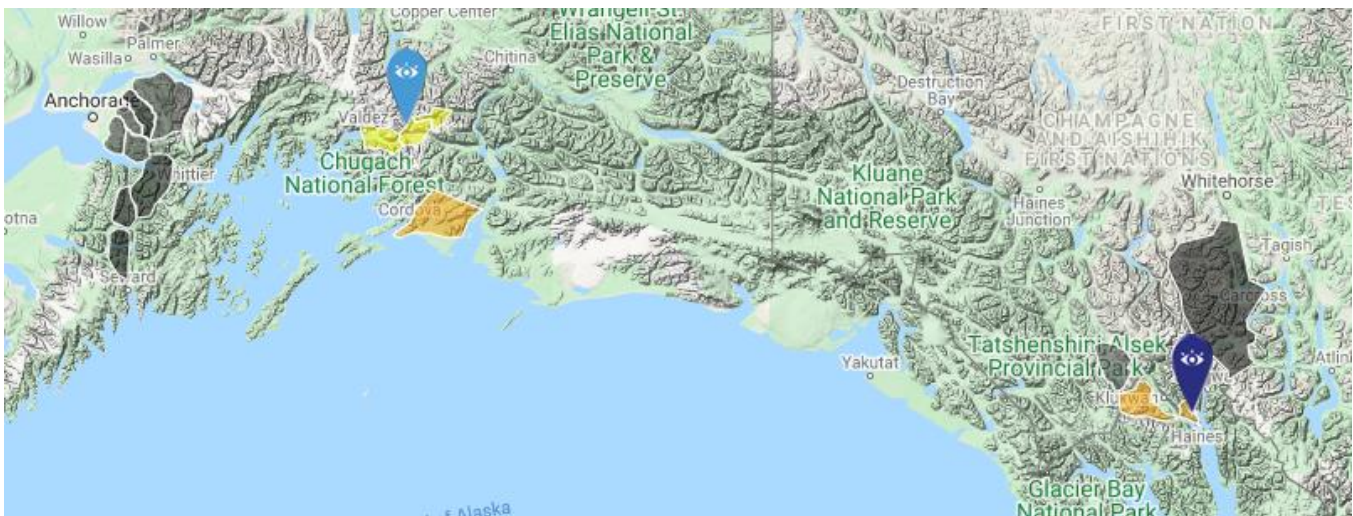 Willow
Palmer
Wasilla
Anchorage
Whittier
Seward
Copper Center
Valdez
Chugach
National Forest
Cordova
Chitina
Wrangell-St.
Elias National
Park &
Preserve
FIRST NATION
Destruction
Bay
CHAMPAGNE
AND AISHIHIK
FIRST NATIONS
Kluane
National Park
and Reserve
Haines
Junction
Whitehorse
Tagish
Carcross
Yakutat
Tatshenshini-Alsek
Provincial Park
Klukwan
Haines
Glacier Bay
National Park
of Alaska